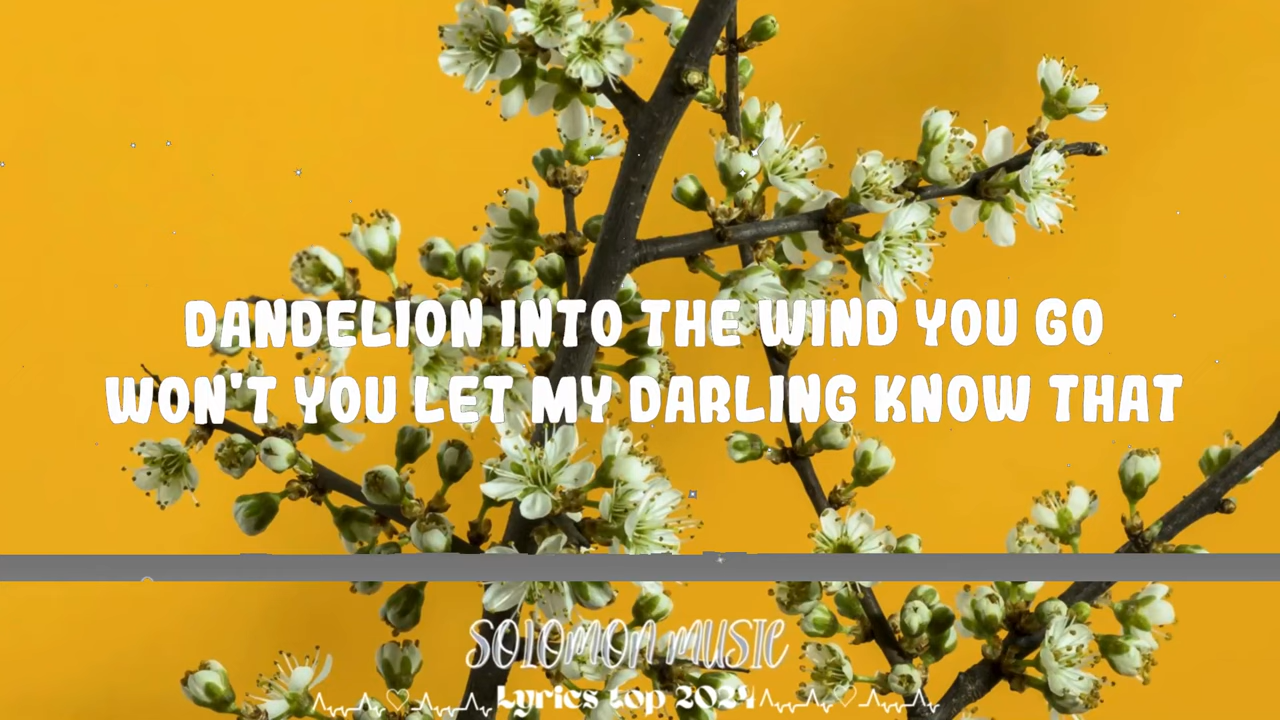 DANDELION INTO THE WIND YOU GO
WON'T YOU LET MY DARLING KNOW THAT
SOLOMON MUSIC
Lyrics top 2024